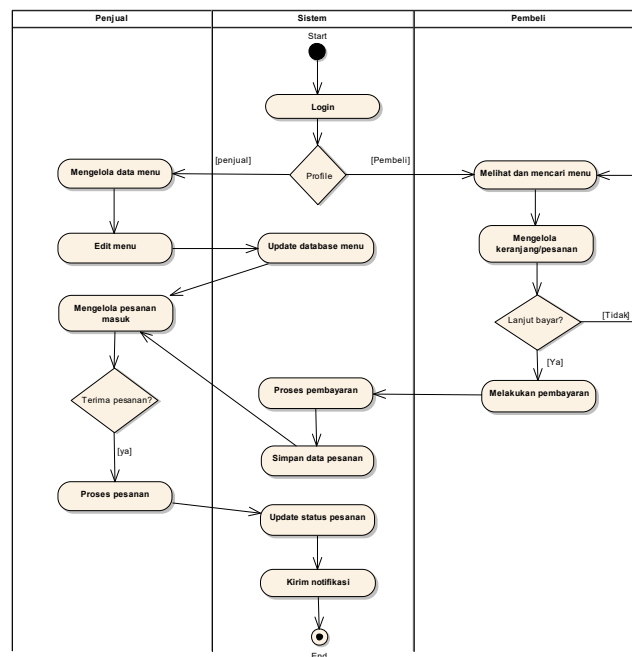 Penjual
Sistem
Pembeli
Start
Login
[penjual]
Profile
[Pembeli]
Mengelola data menu
Melihat dan mencari menu
Edit menu
Update database menu
Mengelola
keranjang/pesanan
Mengelola pesanan
masuk
Lanjut bayar?
[Tidak]
[Ya]
Terima pesanan?
Proses pembayaran
Melakukan pembayaran
[ya]
Simpan data pesanan
Proses pesanan
Update status pesanan
Kirim notifikasi
End